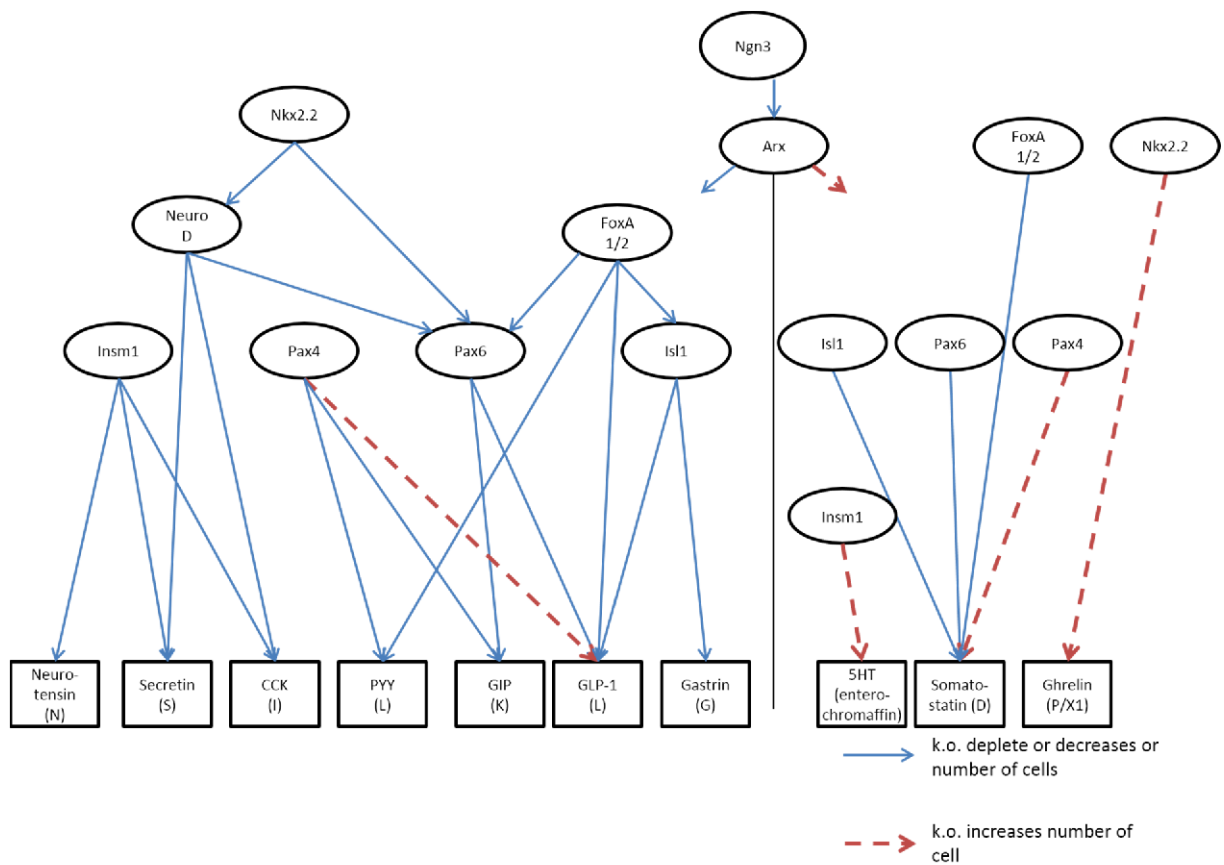 Ngn3
Nkx2.2
Arx
FoxA
1/2
Nkx2.2
Neuro
D
FoxA
1/2
Insm1
Pax4
Pax6
Isl1
Isl1
Pax6
Pax4
Insm1
Neuro-
tensin
(N)
Secretin
(S)
CCK
(I)
PYY
(L)
GIP
(K)
GLP-1
(L)
Gastrin
(G)
5HT
(entero-
chromaffin)
Somato-
statin (D)
Ghrelin
(P/X1)
k.o. deplete or decreases or
number of cells
k.o. increases number of
cell